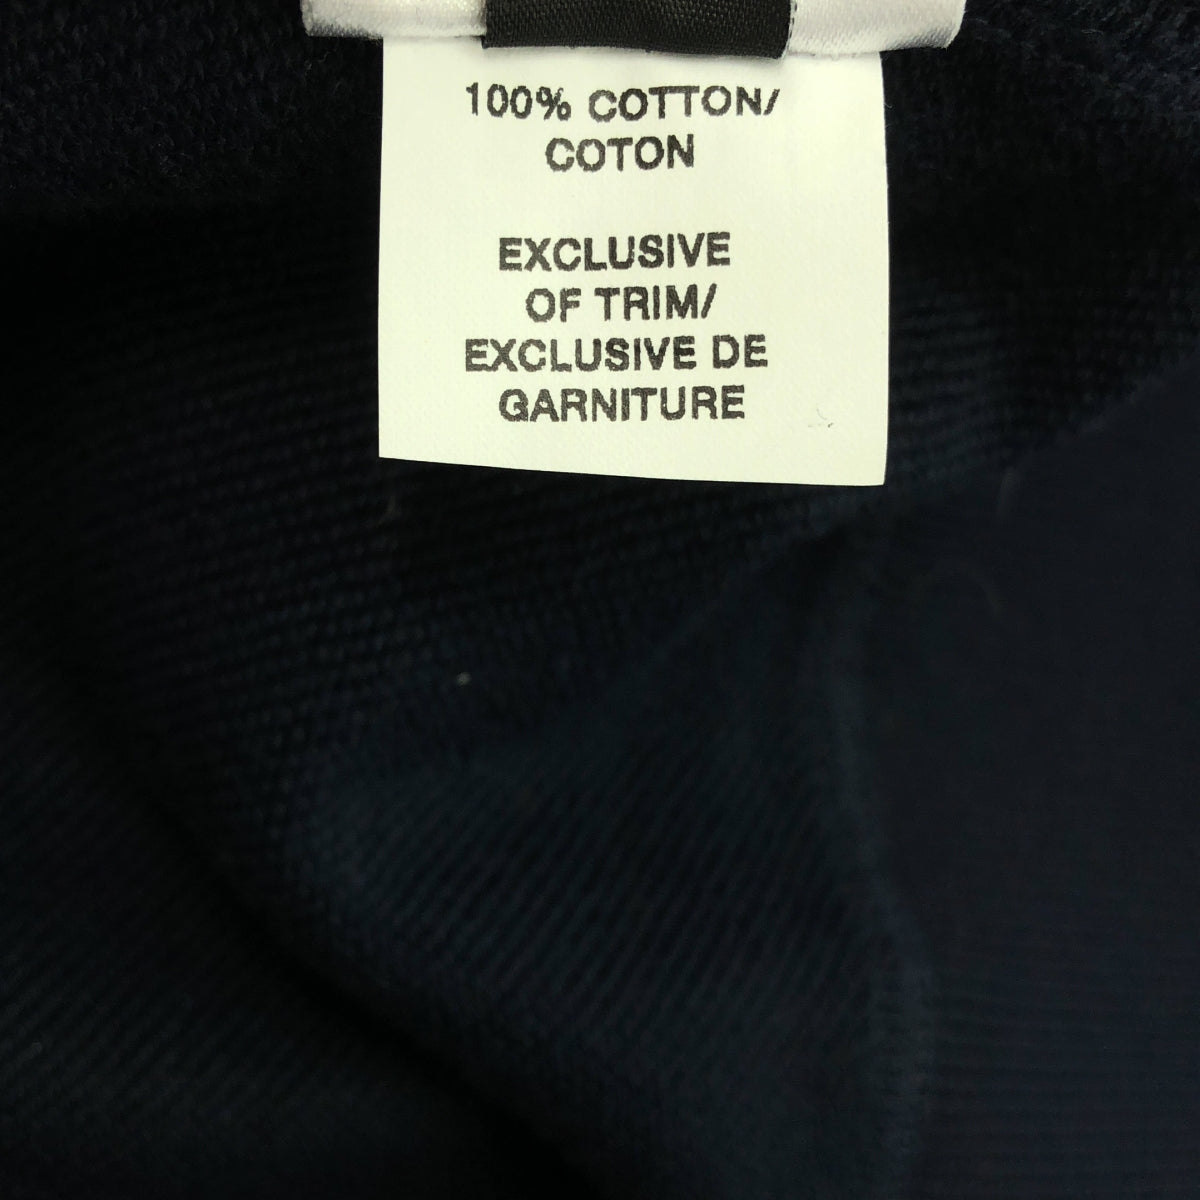 100% COTTON/
COTON
EXCLUSIVE
OF TRIM/
EXCLUSIVE DE
GARNITURE